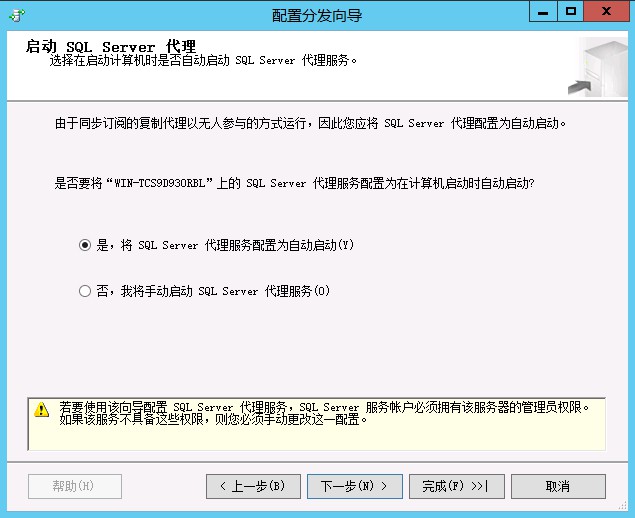 配置分发向导
启动 SQL Server 代理
选择在启动计算机时是否自动启动 SQL Server 代理服务。
由于同步订阅的复制代理以无人参与的方式运行，因此您应将 SQL Server 代理配置为自动启动。
是否要将“WIN-TCS9D93ORBL”上的 SQL Server 代理服务配置为在计算机启动时自动启动?
是，将 SQL Server 代理服务配置为自动启动(Y)
否，我将手动启动 SQL Server 代理服务(O)
若要使用该向导配置 SQL Server 代理服务，SQL Server 服务帐户必须拥有该服务器的管理员权限。
如果该服务不具备这些权限，则您必须手动更改这一配置。
帮助(H)
< 上一步(B)
下一步(N) >
完成(F) >>|
取消